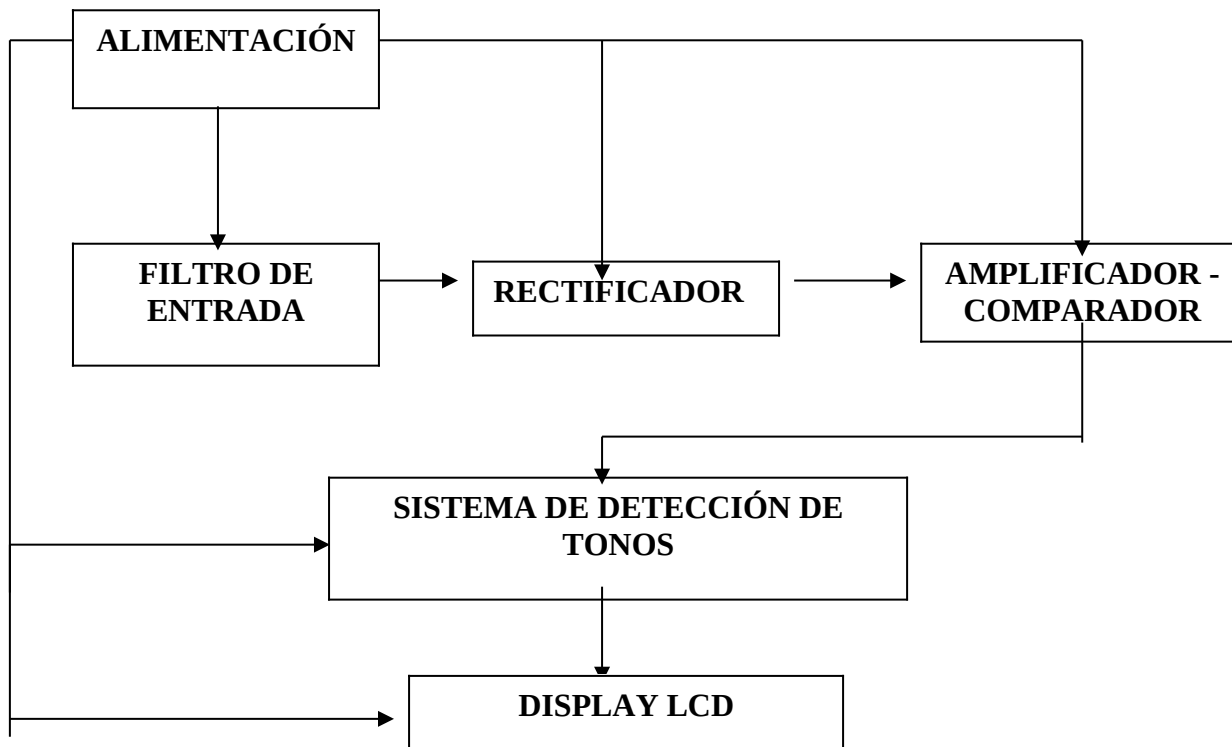 ALIMENTACIÓN
FILTRO DE
ENTRADA
RECTIFICADOR
AMPLIFICADOR -
COMPARADOR
SISTEMA DE DETECCIÓN DE
TONOS
DISPLAY LCD